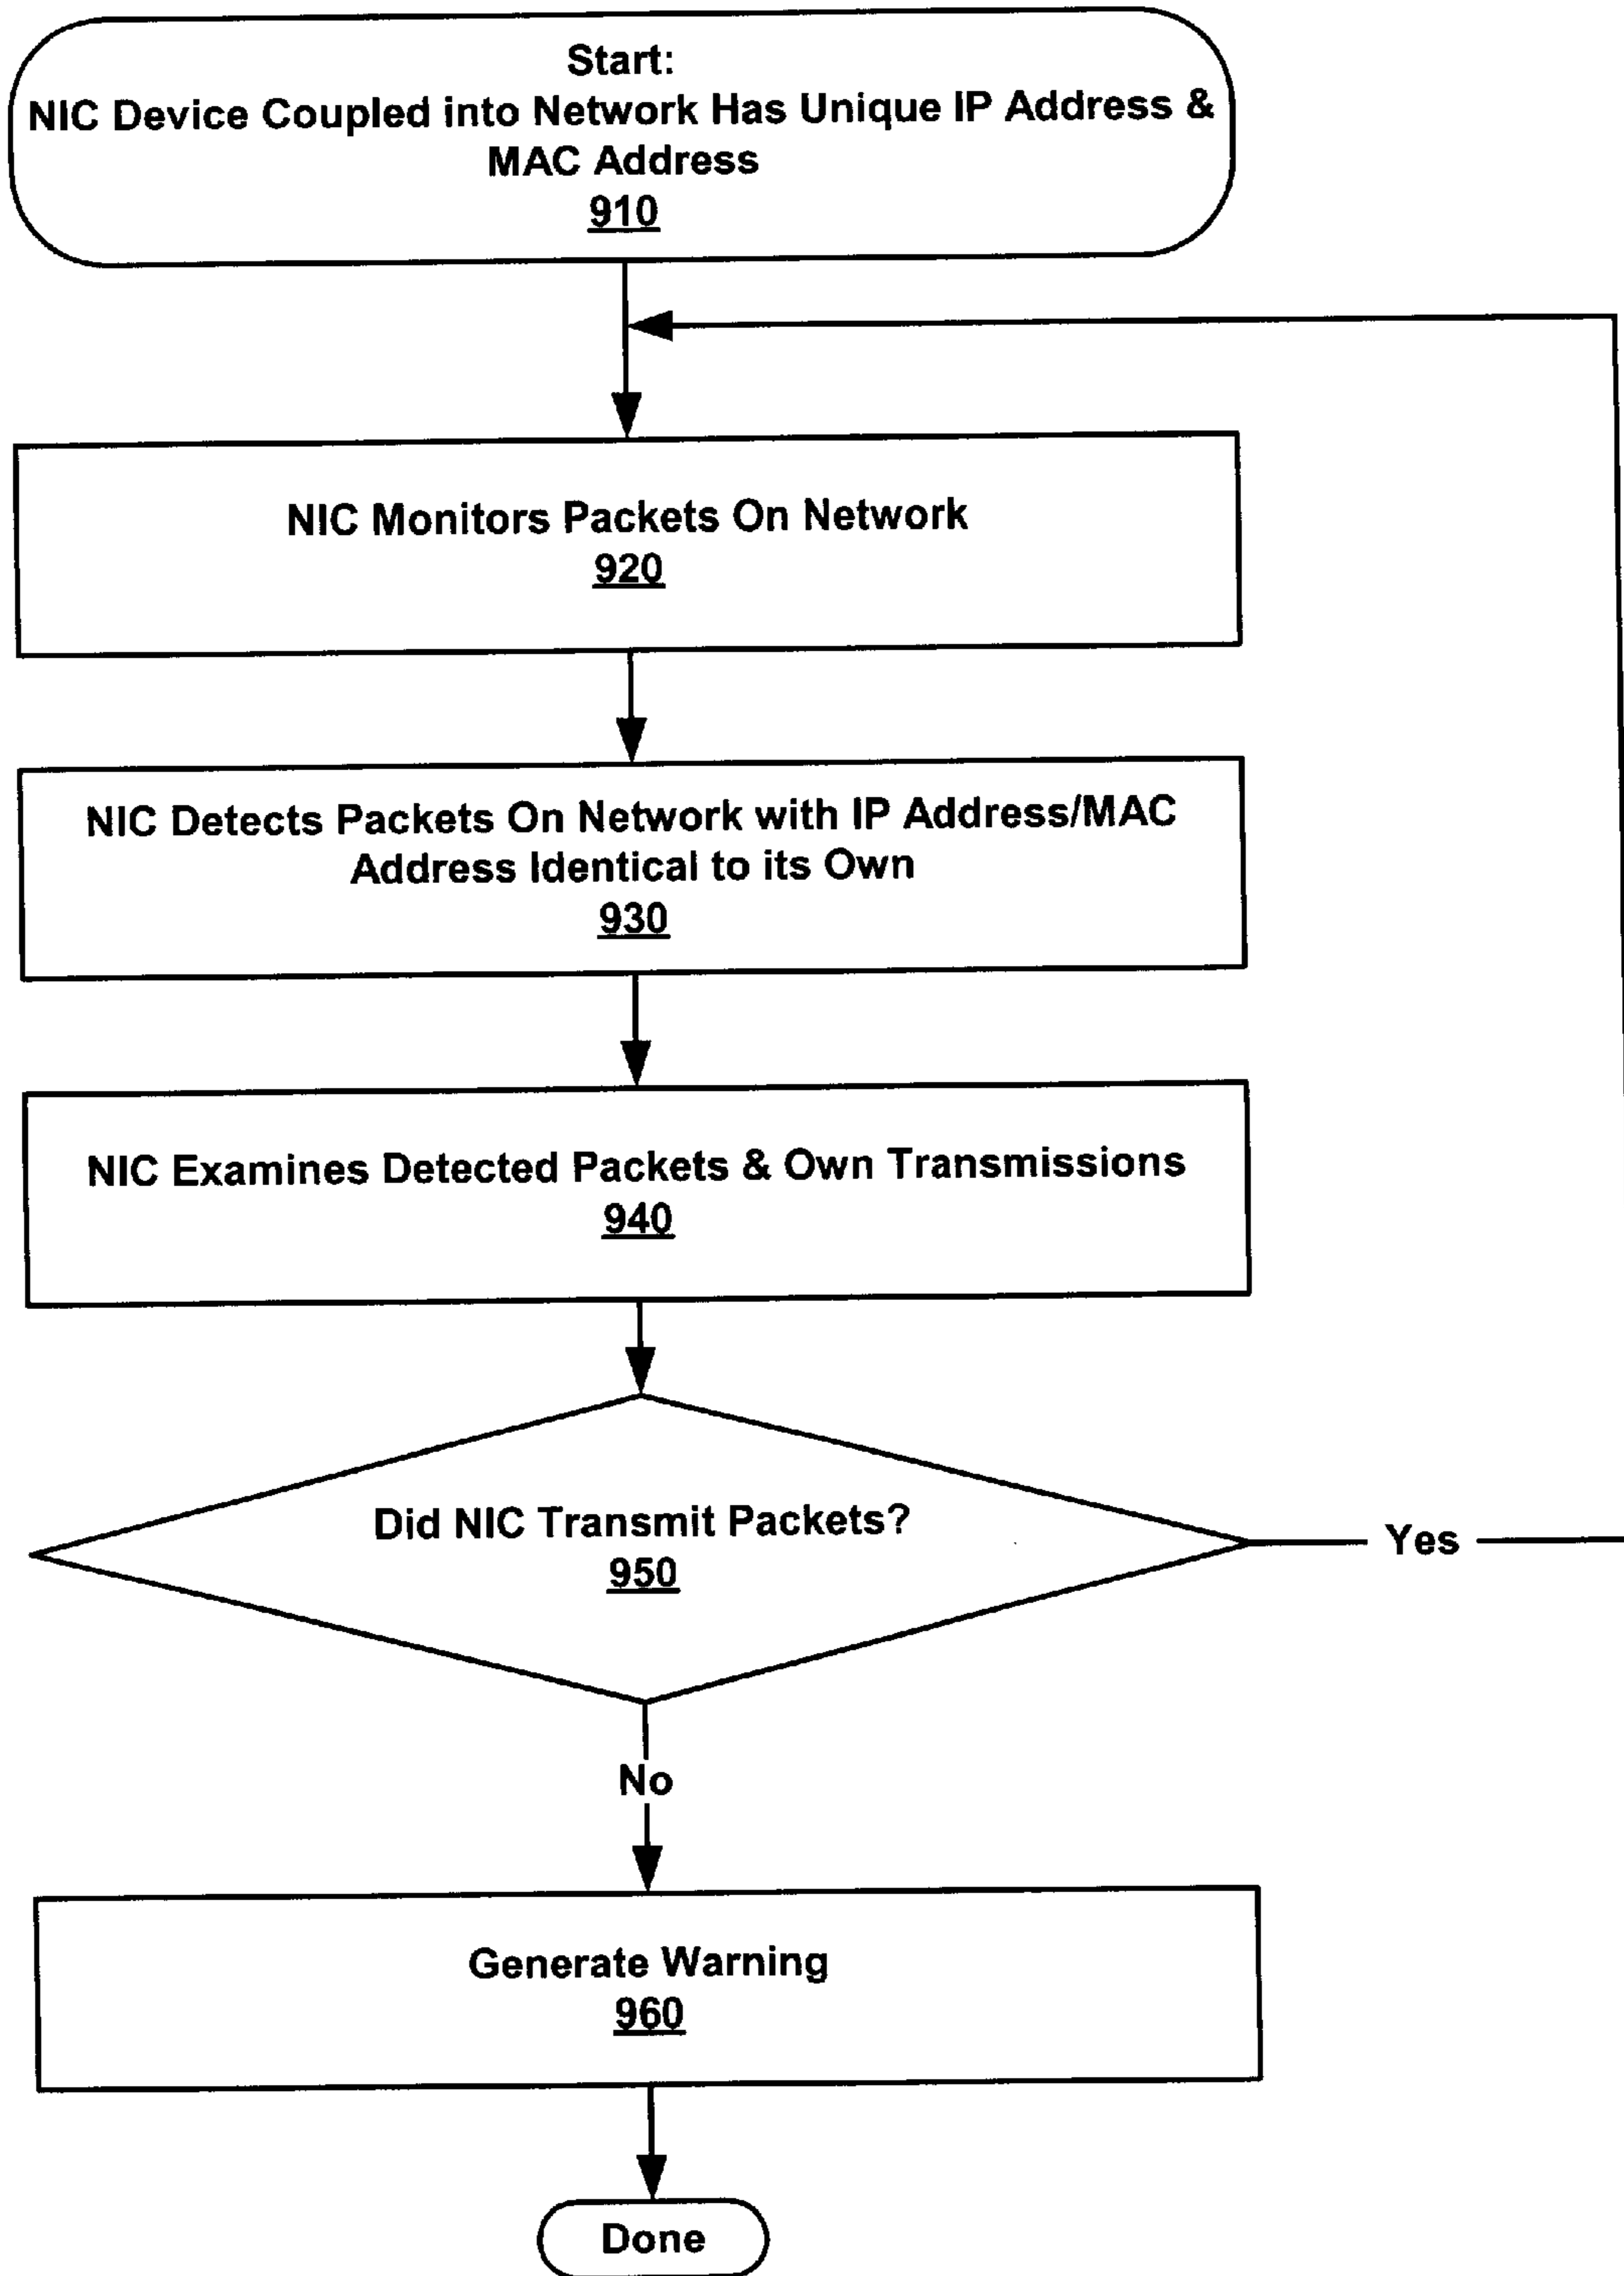 Start:
NIC Device Coupled into Network Has Unique IP Address &
MAC Address
910
NIC Monitors Packets On Network
920
NIC Detects Packets On Network with IP Address/MAC
Address Identical to its Own
930
NIC Examines Detected Packets & Own Transmissions
940
Did NIC Transmit Packets?
950
Yes
No
Generate Warning
960
Done